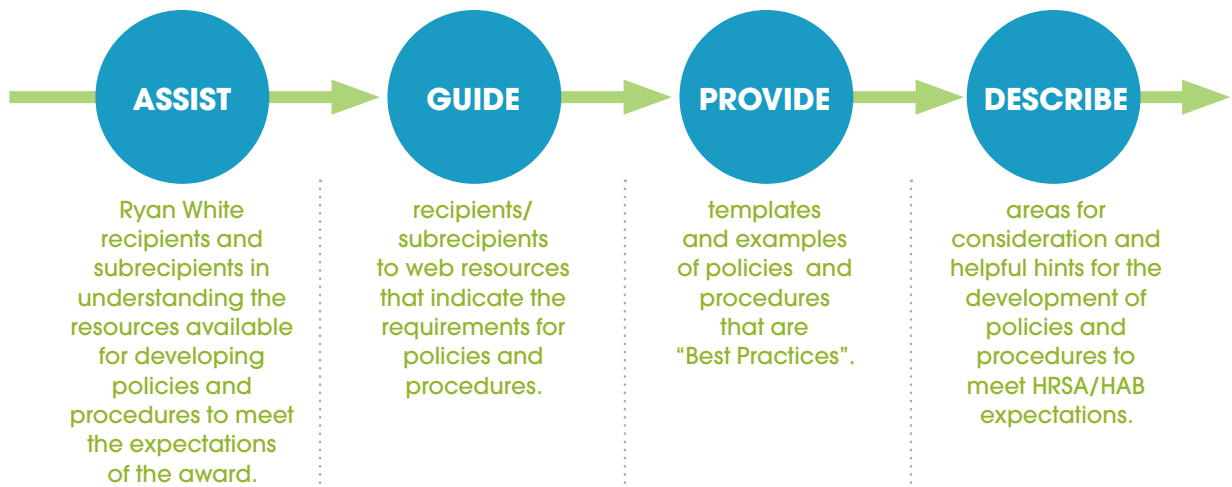 ASSIST
Ryan White
recipients and
subrecipients in
understanding the
resources available
for developing
policies and
procedures to meet
the expectations
of the award.
GUIDE
recipients/
subrecipients
to web resources
that indicate the
requirements for
policies and
procedures.
PROVIDE
templates
and examples
of policies and
procedures
that are
“Best Practices”.
DESCRIBE
areas for
consideration and
helpful hints for the
development of
policies and
procedures to
meet HRSA/HAB
expectations.